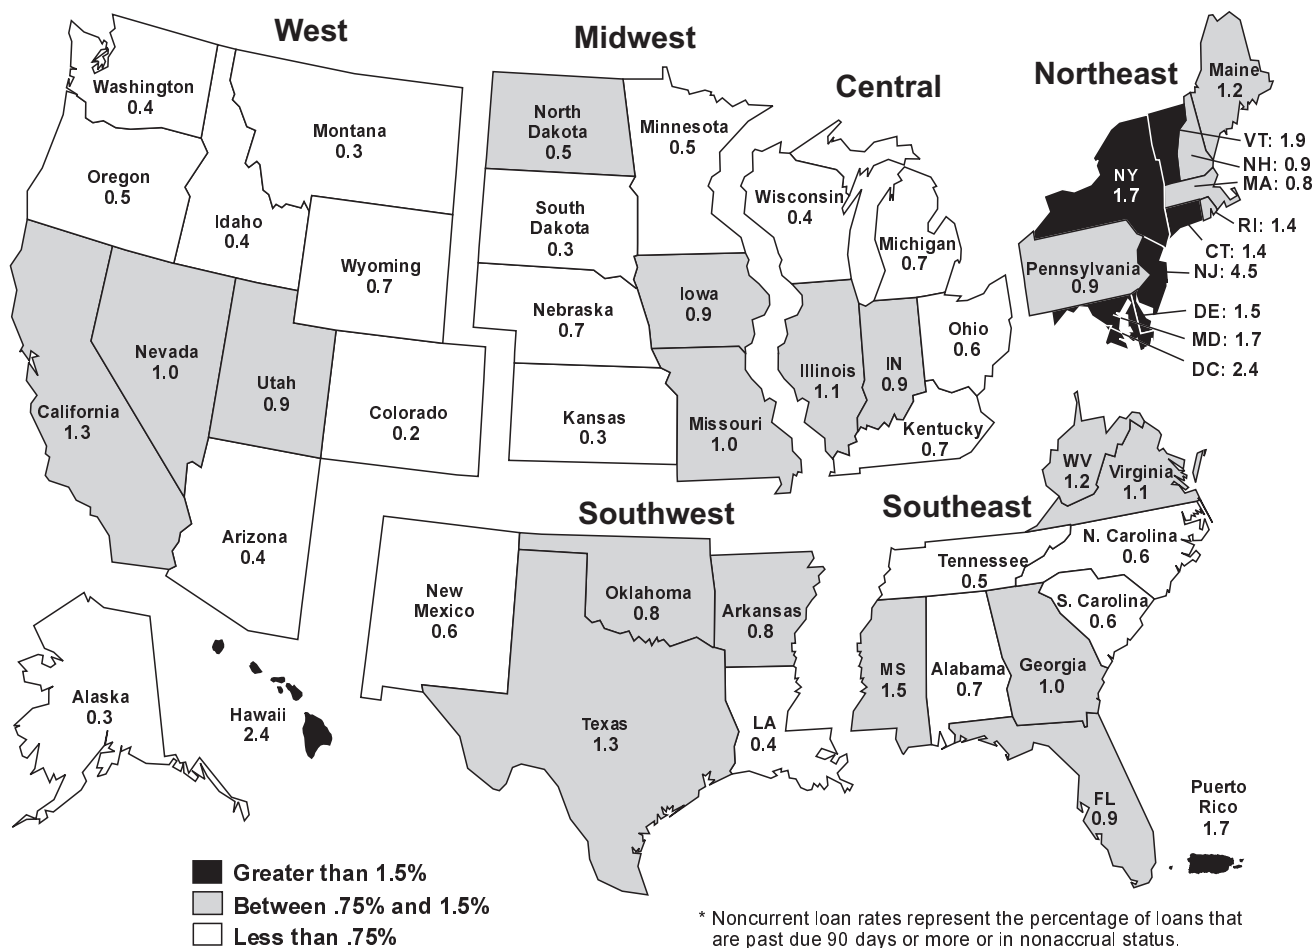 West
Washington
0.4
Oregon
0.5
Idaho
0.4
Montana
0.3
Wyoming
0.7
California
1.3
Nevada
1.0
Utah
0.9
Colorado
0.2
Arizona
0.4
Alaska
0.3
Hawaii
2.4
Midwest
North
Dakota
0.5
Minnesota
0.5
South
Dakota
0.3
Nebraska
0.7
Iowa
0.9
Kansas
0.3
Missouri
1.0
Central
Wisconsin
0.4
Michigan
0.7
Illinois
1.1
IN
0.9
Ohio
0.6
Kentucky
0.7
Northeast
Maine
1.2
VT: 1.9
NH: 0.9
MA: 0.8
NY
1.7
RI: 1.4
CT: 1.4
NJ: 4.5
Pennsylvania
0.9
DE: 1.5
MD: 1.7
DC: 2.4
Southwest
New
Mexico
0.6
Oklahoma
0.8
Arkansas
0.8
Texas
1.3
LA
0.4
Southeast
WV
1.2
Virginia
1.1
Tennessee
0.5
N. Carolina
0.6
S. Carolina
0.6
MS
1.5
Alabama
0.7
Georgia
1.0
FL
0.9
Puerto
Rico
1.7
Greater than 1.5%
Between .75% and 1.5%
Less than .75%
* Noncurrent loan rates represent the percentage of loans that
are past due 90 days or more or in nonaccrual status.